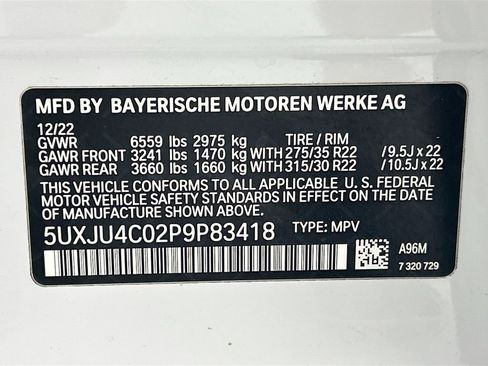 MFD BY BAYERISCHE MOTOREN WERKE AG
12/22
GVWR 6559 lbs 2975 kg TIRE / RIM
GAWR FRONT 3241 lbs 1470 kg WITH 275/35 R22 / 9.5J x 22
GAWR REAR 3660 lbs 1660 kg WITH 315/30 R22 / 10.5J x 22
THIS VEHICLE CONFORMS TO ALL APPLICABLE U. S. FEDERAL
MOTOR VEHICLE SAFETY STANDARDS IN EFFECT ON THE
DATE OF MANUFACTURE SHOWN ABOVE.
5UXJU4C02P9P83418 TYPE: MPV
A96M
7 320 729